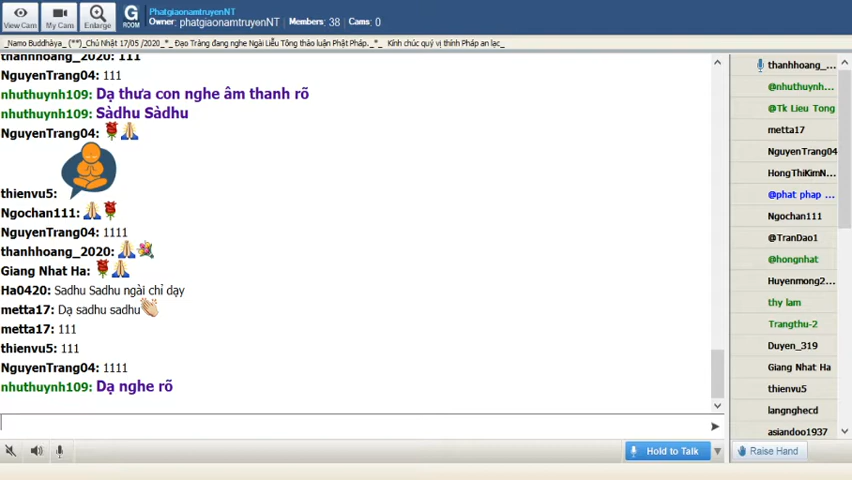 View Cam
My Cam
Enlarge
G ROOM
PhatgiaonamtruyenNT
Owner: phatgiaonamtruyenNT Members: 38 Cams: 0
_Namo Buddhàya_ (**)_Chủ Nhật 17/05 /2020_*_ Đạo Tràng đang nghe Ngài Liễu Tông thảo luận Phật Pháp._*_ Kính chúc quý vị thính Pháp an lạc_
thanhhoang_2020: 111
NguyenTrang04: 111
nhuthuynh109: Dạ thưa con nghe âm thanh rõ
nhuthuynh109: Sàdhu Sàdhu
NguyenTrang04:
thienvu5:
Ngochan111:
NguyenTrang04: 1111
thanhhoang_2020:
Giang Nhat Ha:
Ha0420: Sadhu Sadhu ngài chỉ dạy
metta17: Dạ sadhu sadhu
metta17: 111
thienvu5: 111
NguyenTrang04: 1111
nhuthuynh109: Dạ nghe rõ
Hold to Talk
thanhhoang_...
@nhuthuynh...
@Tk Lieu Tong
metta17
NguyenTrang04
HongThiKimN...
@phat phap ...
Ngochan111
@TranDao1
@hongnhat
Huyenmong2...
thy lam
Trangthu-2
Duyen_319
Giang Nhat Ha
thienvu5
langnghecd
asiandoo1937
Raise Hand